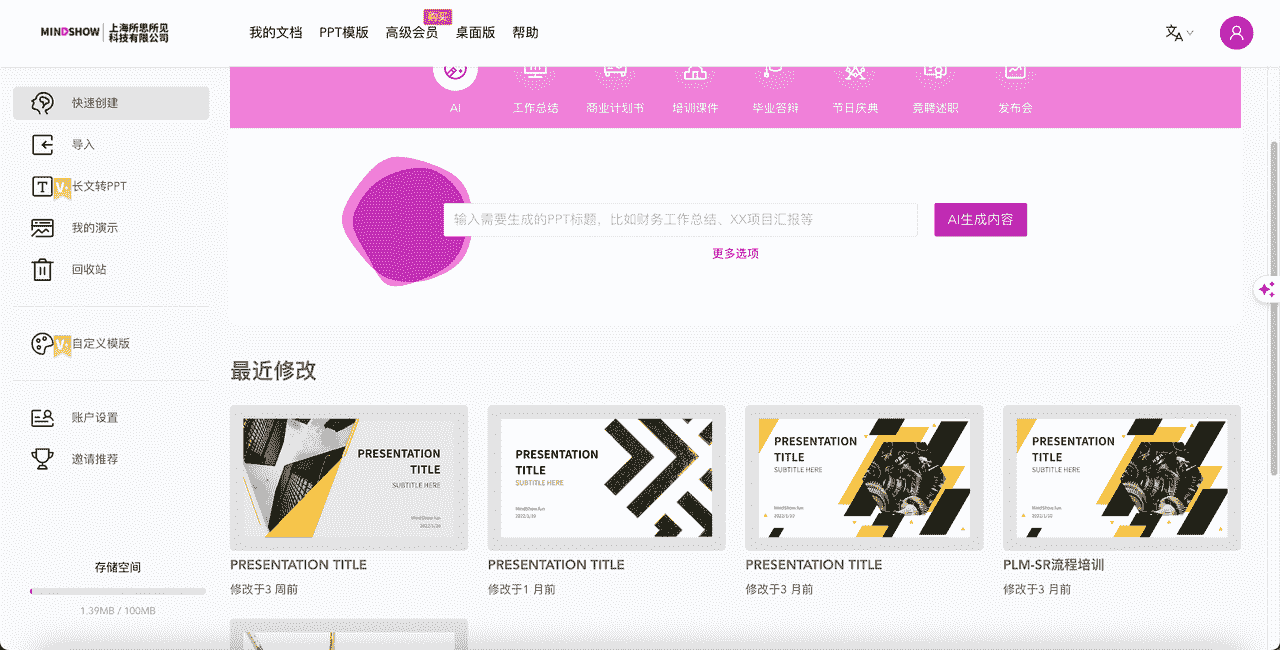 MINDSHOW 上海所思所见
科技有限公司
我的文档 PPT模版 高级会员 桌面版 帮助
购买
快速创建
导入
长文转PPT
我的演示
回收站
自定义模版
账户设置
邀请推荐
存储空间
1.39MB / 100MB
AI 工作总结 商业计划书 培训课件 毕业答辩 节日庆典 竞聘述职 发布会
输入需要生成的PPT标题，比如财务工作总结、XX项目汇报等
AI生成内容
更多选项
最近修改
PRESENTATION
TITLE
SUBTITLE HERE
MindShow.fun
PRESENTATION TITLE
修改于3 周前
PRESENTATION
TITLE
SUBTITLE HERE
MindShow.fun
PRESENTATION TITLE
修改于1 月前
PRESENTATION
TITLE
SUBTITLE HERE
MindShow.fun
PRESENTATION TITLE
修改于3 月前
PRESENTATION
TITLE
SUBTITLE HERE
MindShow.fun
PLM-SR流程培训
修改于3 月前